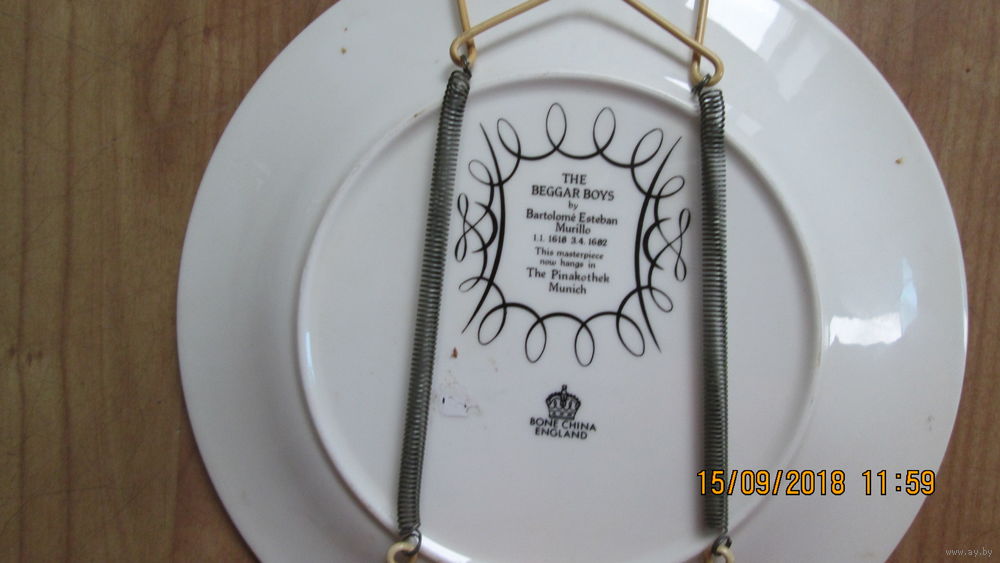 THE
BEGGAR BOYS
by
Bartolomé Esteban
Murillo
1.1. 1618 3.4. 1682
This masterpiece
now hangs in
The Pinakothek
Munich
BONE CHINA
ENGLAND
15/09/2018 11:59
www.ay.by